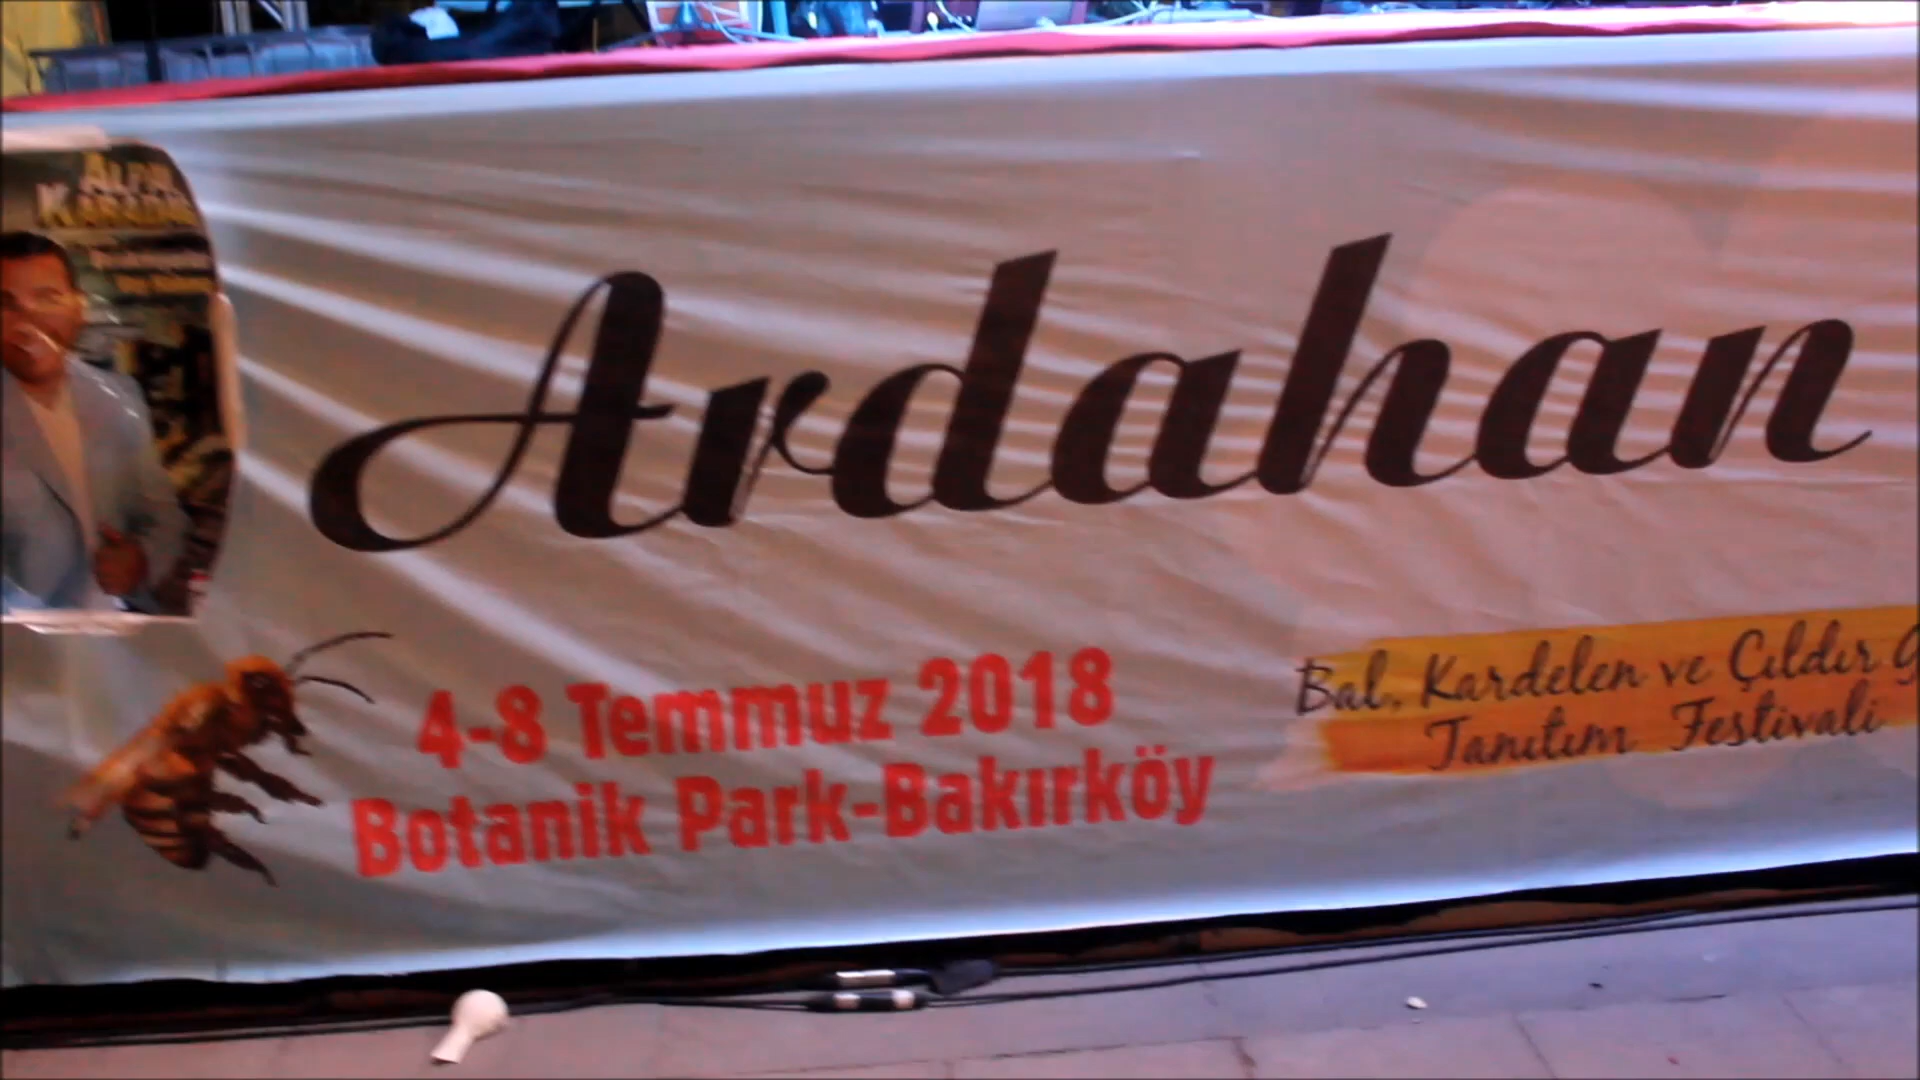 Ardahan
4-8 Temmuz 2018
Botanik Park-Bakırköy
Bal, Kardelen ve Çıldır
Tanıtım Festivali